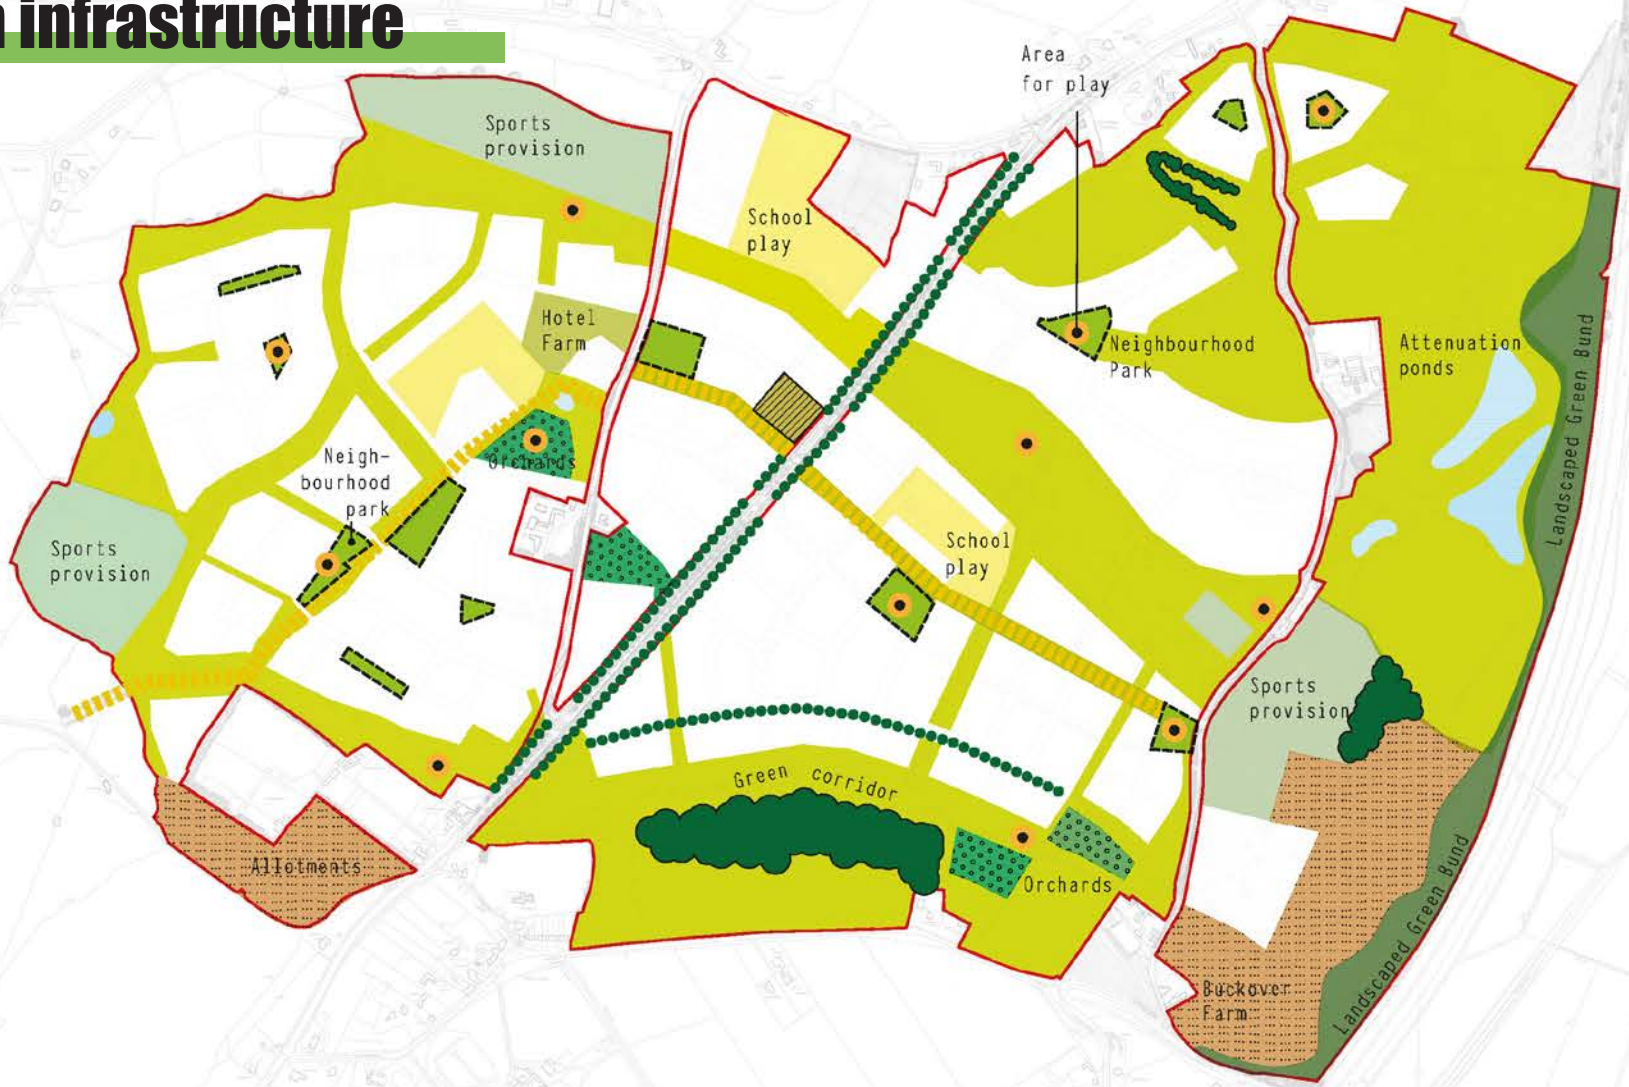 infrastructure
Area
for play
Sports
provision
School
play
Hotel
Farm
Neighbourhood
Park
Attenuation
ponds
Landscaped Green Bund
Neigh-
bourhood
park
Orchards
Sports
provision
School
play
Sports
provision
Green corridor
Allotments
Orchards
Landscaped Green Bund
Buckover
Farm